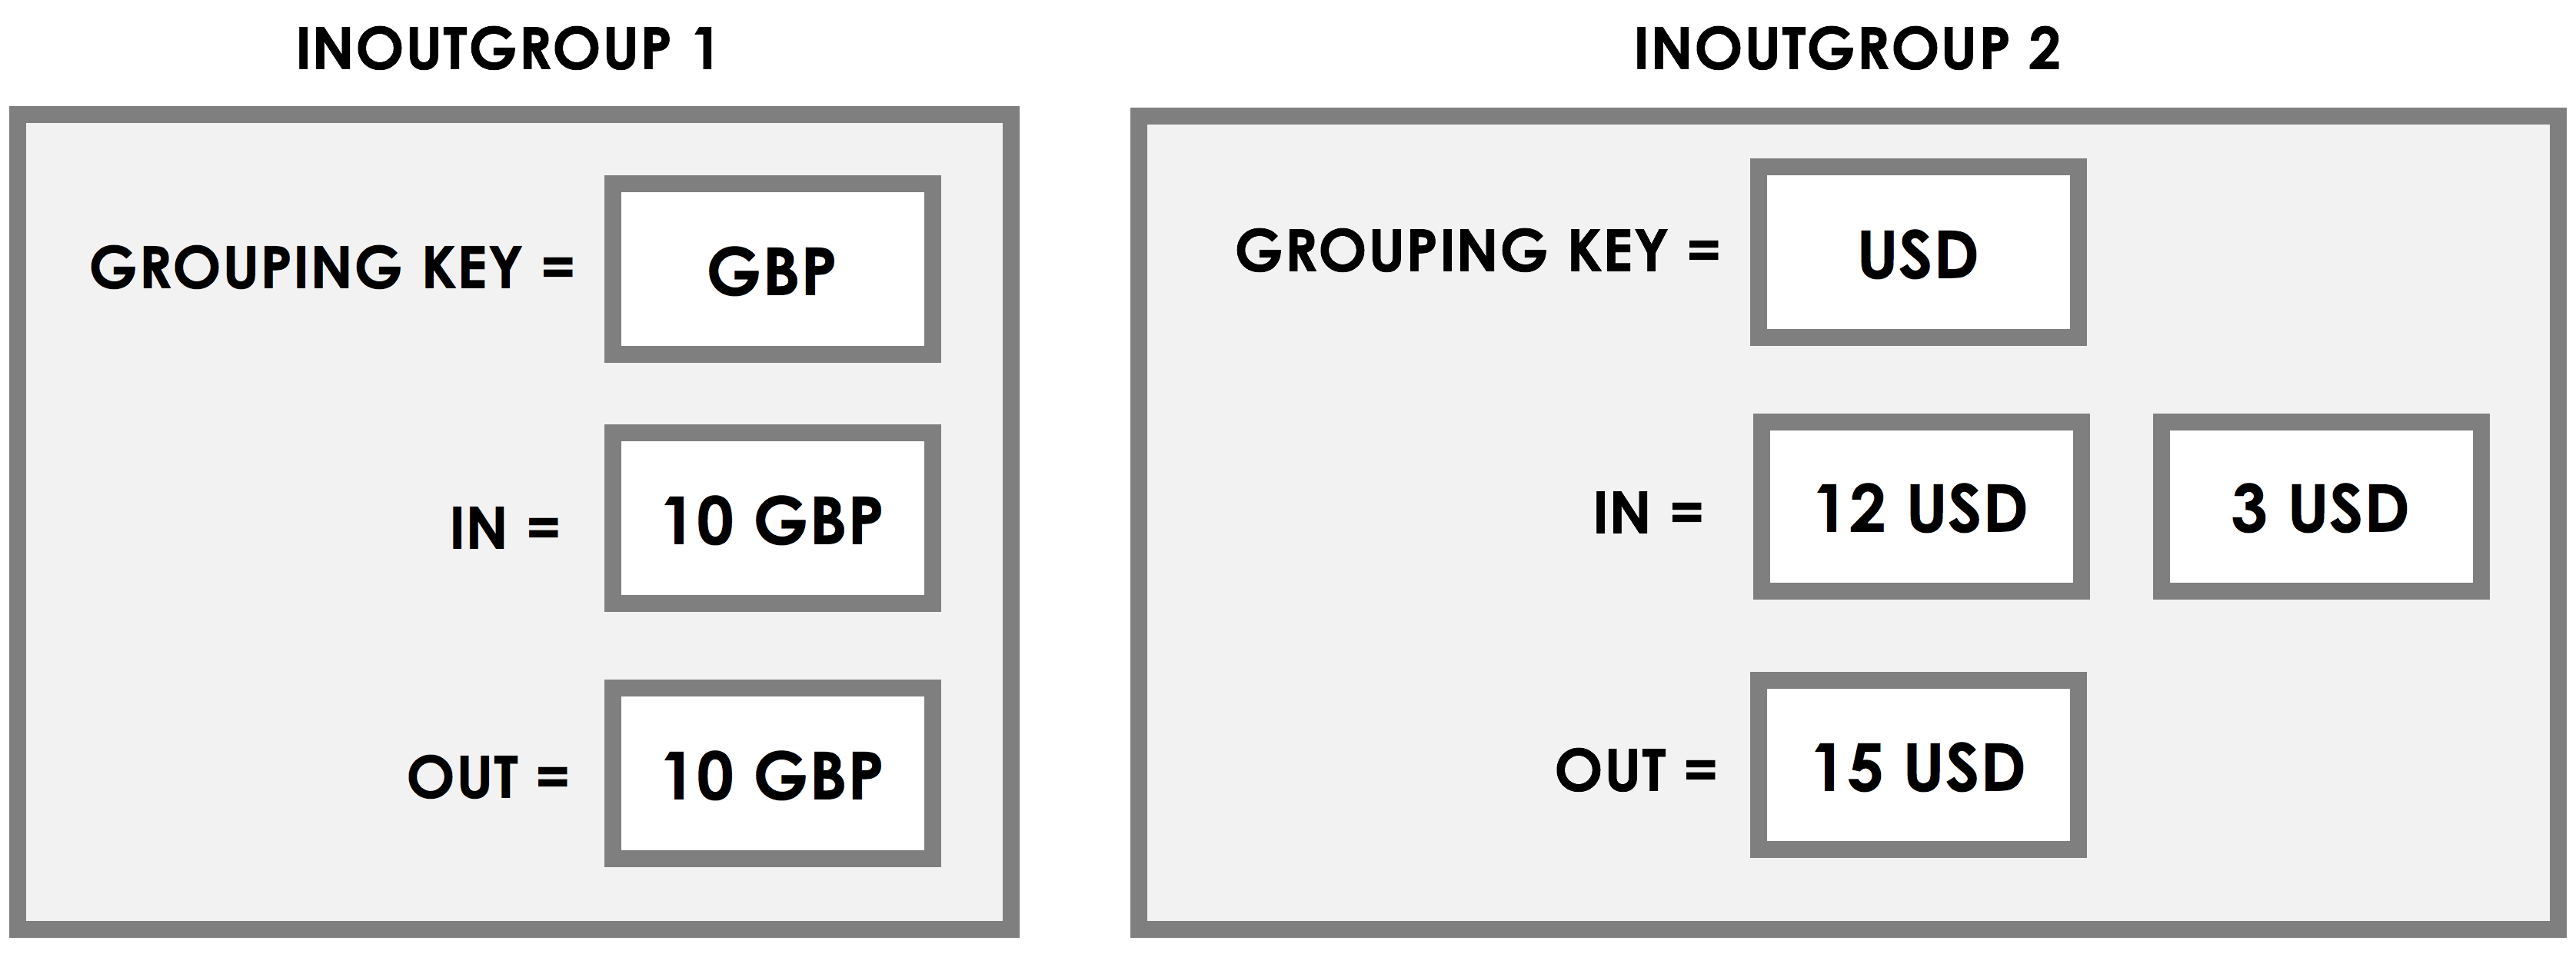 INOUTGROUP 1
GROUPING KEY = GBP
IN = 10 GBP
OUT = 10 GBP
INOUTGROUP 2
GROUPING KEY = USD
IN = 12 USD 3 USD
OUT = 15 USD